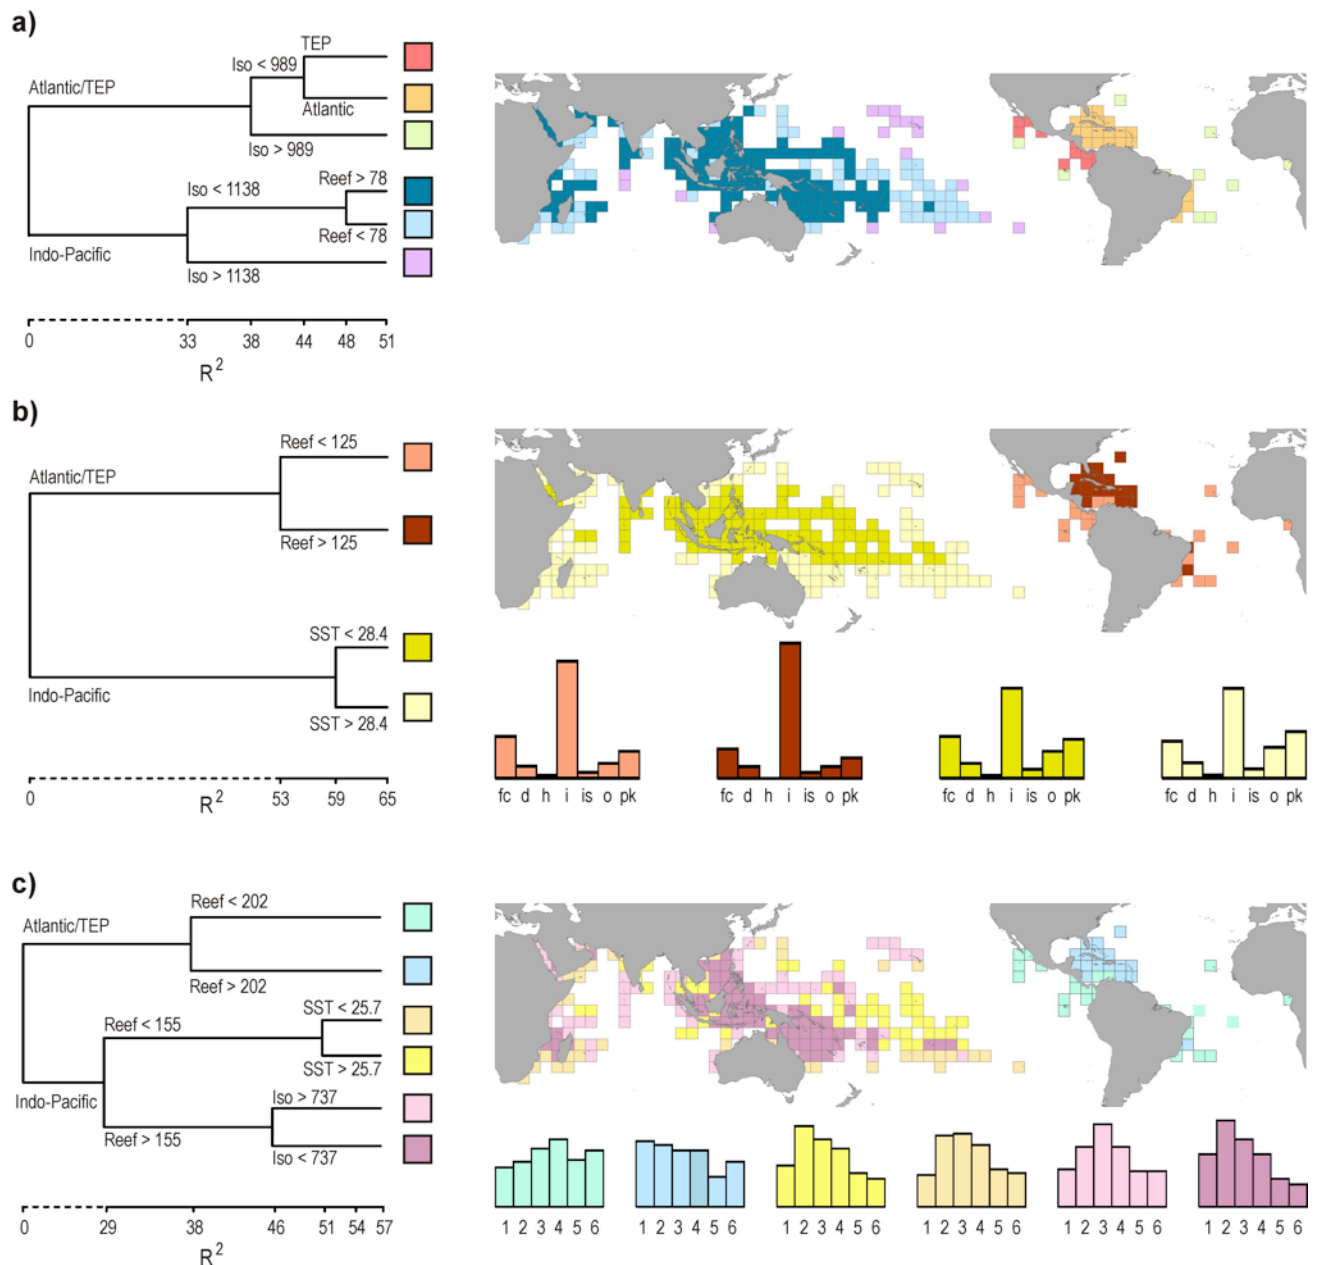 a)
TEP
Iso < 989
Atlantic/TEP
Atlantic
Iso > 989
Reef > 78
Iso < 1138
Reef < 78
Indo-Pacific
Iso > 1138
0 33 38 44 48 51
R2
b)
Reef < 125
Atlantic/TEP
Reef > 125
SST < 28.4
Indo-Pacific
SST > 28.4
0 53 59 65
R2
fc d h i is o pk
fc d h i is o pk
fc d h i is o pk
fc d h i is o pk
c)
Reef < 202
Atlantic/TEP
Reef > 202
SST < 25.7
Reef < 155
SST > 25.7
Iso > 737
Indo-Pacific
Reef > 155
Iso < 737
0 29 38 46 51 54 57
R2
1 2 3 4 5 6
1 2 3 4 5 6
1 2 3 4 5 6
1 2 3 4 5 6
1 2 3 4 5 6
1 2 3 4 5 6